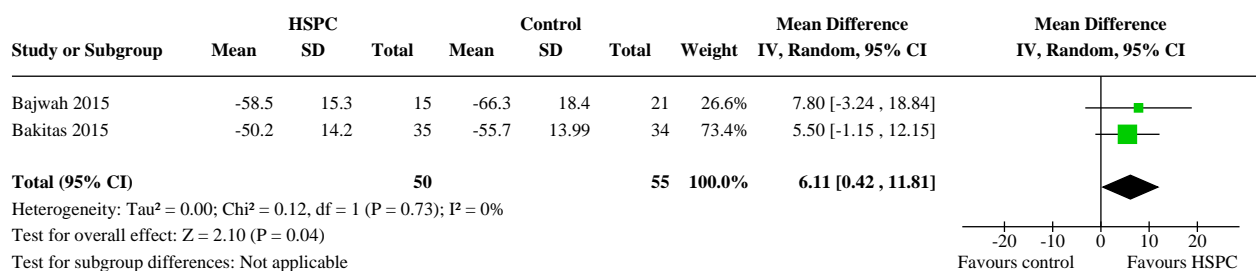 HSPC Control Mean Difference Mean Difference
Study or Subgroup Mean SD Total Mean SD Total Weight IV, Random, 95% CI IV, Random, 95% CI
Bajwah 2015 -58.5 15.3 15 -66.3 18.4 21 26.6% 7.80 [-3.24 , 18.84]
Bakitas 2015 -50.2 14.2 35 -55.7 13.99 34 73.4% 5.50 [-1.15 , 12.15]
Total (95% CI) 50 55 100.0% 6.11 [0.42 , 11.81]
Heterogeneity: Tau² = 0.00; Chi² = 0.12, df = 1 (P = 0.73); I² = 0%
Test for overall effect: Z = 2.10 (P = 0.04)
Test for subgroup differences: Not applicable
-20 -10 0 10 20
Favours control Favours HSPC